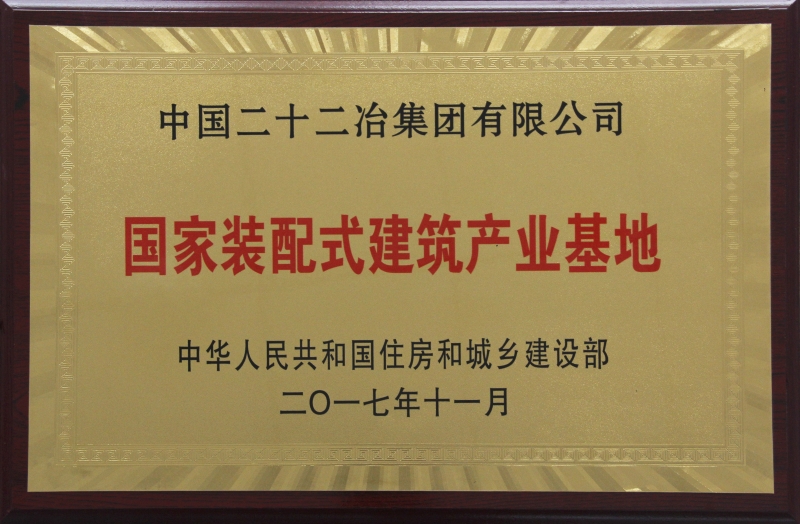 中国二十二冶集团有限公司
国家装配式建筑产业基地
中华人民共和国住房和城乡建设部
二〇一七年十一月